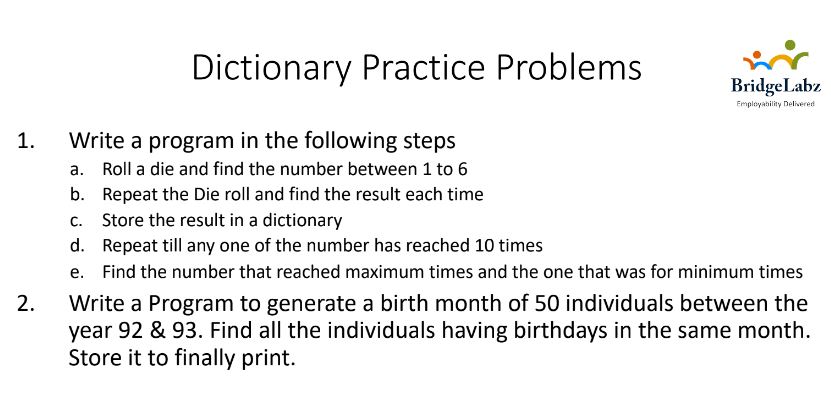 Dictionary Practice Problems
BridgeLabz
Employability Delivered
1. Write a program in the following steps
a. Roll a die and find the number between 1 to 6
b. Repeat the Die roll and find the result each time
c. Store the result in a dictionary
d. Repeat till any one of the number has reached 10 times
e. Find the number that reached maximum times and the one that was for minimum times
2. Write a Program to generate a birth month of 50 individuals between the
year 92 & 93. Find all the individuals having birthdays in the same month.
Store it to finally print.